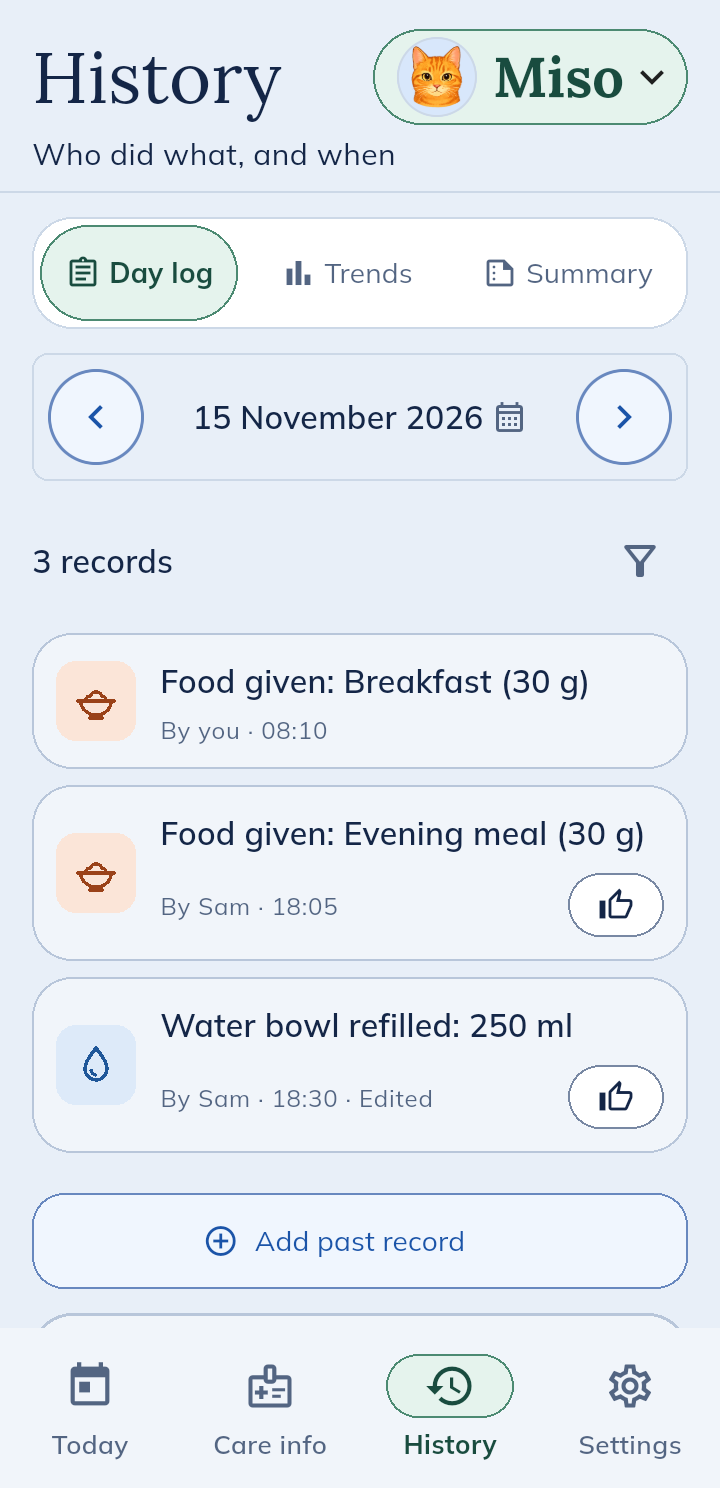 History
Miso
Who did what, and when
Day log
Trends
Summary
15 November 2026
3 records
Food given: Breakfast (30 g)
By you · 08:10
Food given: Evening meal (30 g)
By Sam · 18:05
Water bowl refilled: 250 ml
By Sam · 18:30 · Edited
Add past record
Today
Care info
History
Settings